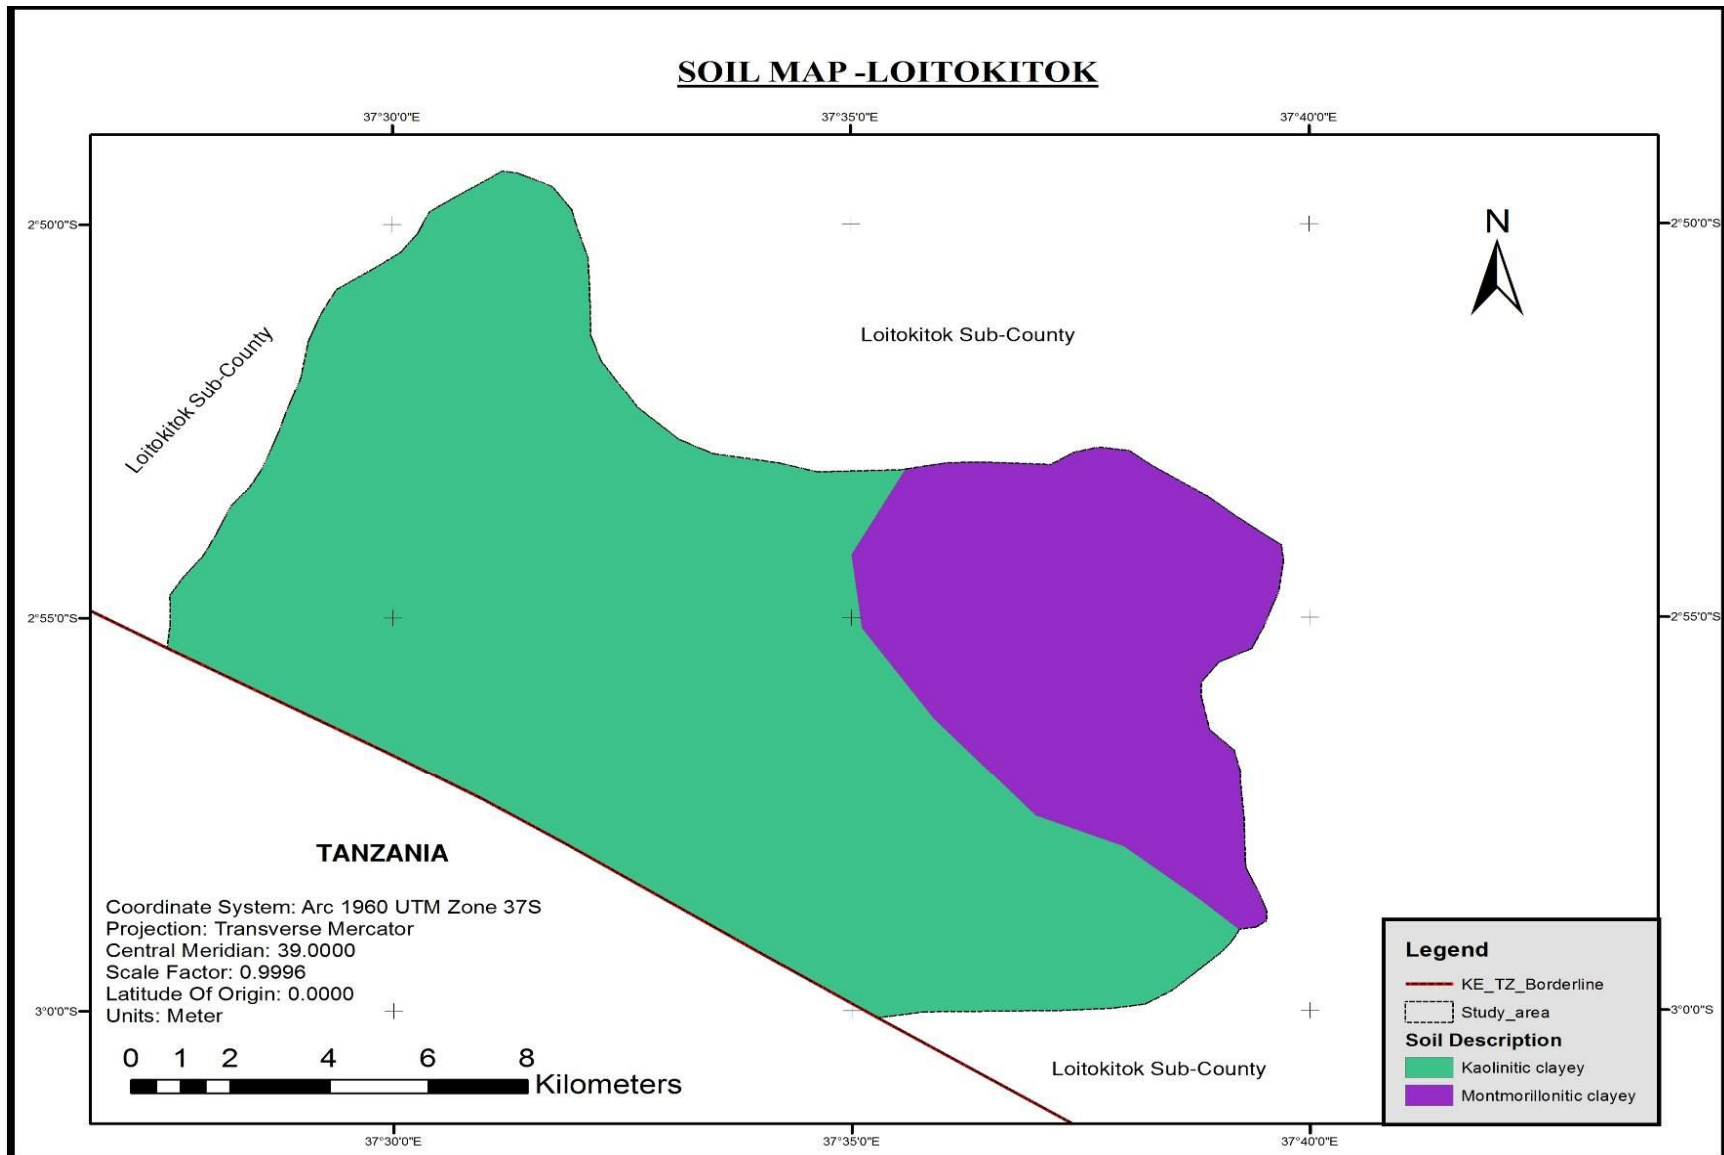 SOIL MAP -LOITOKITOK
37°30'0"E
37°35'0"E
37°40'0"E
2°50'0"S
2°50'0"S
N
Loitokitok Sub-County
Loitokitok Sub-County
2°55'0"S
2°55'0"S
TANZANIA
Coordinate System: Arc 1960 UTM Zone 37S
Projection: Transverse Mercator
Central Meridian: 39.0000
Scale Factor: 0.9996
Latitude Of Origin: 0.0000
Units: Meter
3°0'0"S
3°0'0"S
0 1 2 4 6 8
Kilometers
Loitokitok Sub-County
Legend
KE_TZ_Borderline
Study_area
Soil Description
Kaolinitic clayey
Montmorillonitic clayey
37°30'0"E
37°35'0"E
37°40'0"E